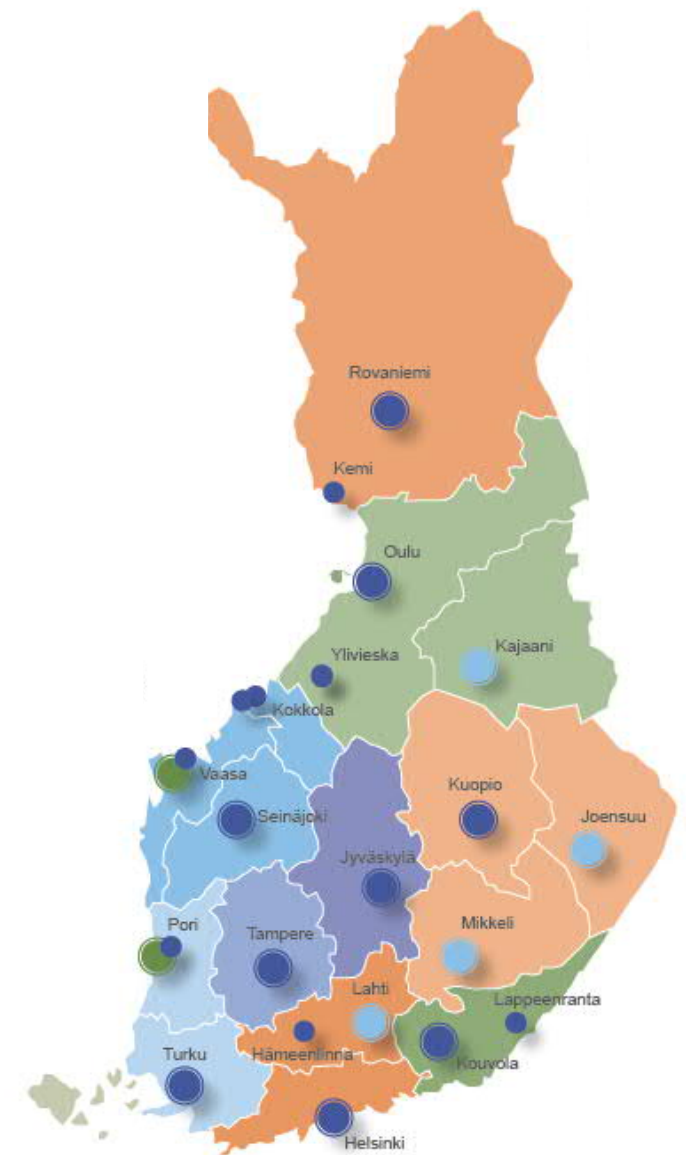 Rovaniemi
Kemi
Oulu
Kajaani
Ylivieska
Kokkola
Vaasa
Kuopio
Seinäjoki
Joensuu
Jyväskylä
Pori
Mikkeli
Tampere
Lahti
Lappeenranta
Turku
Hämeenlinna
Kouvola
Helsinki